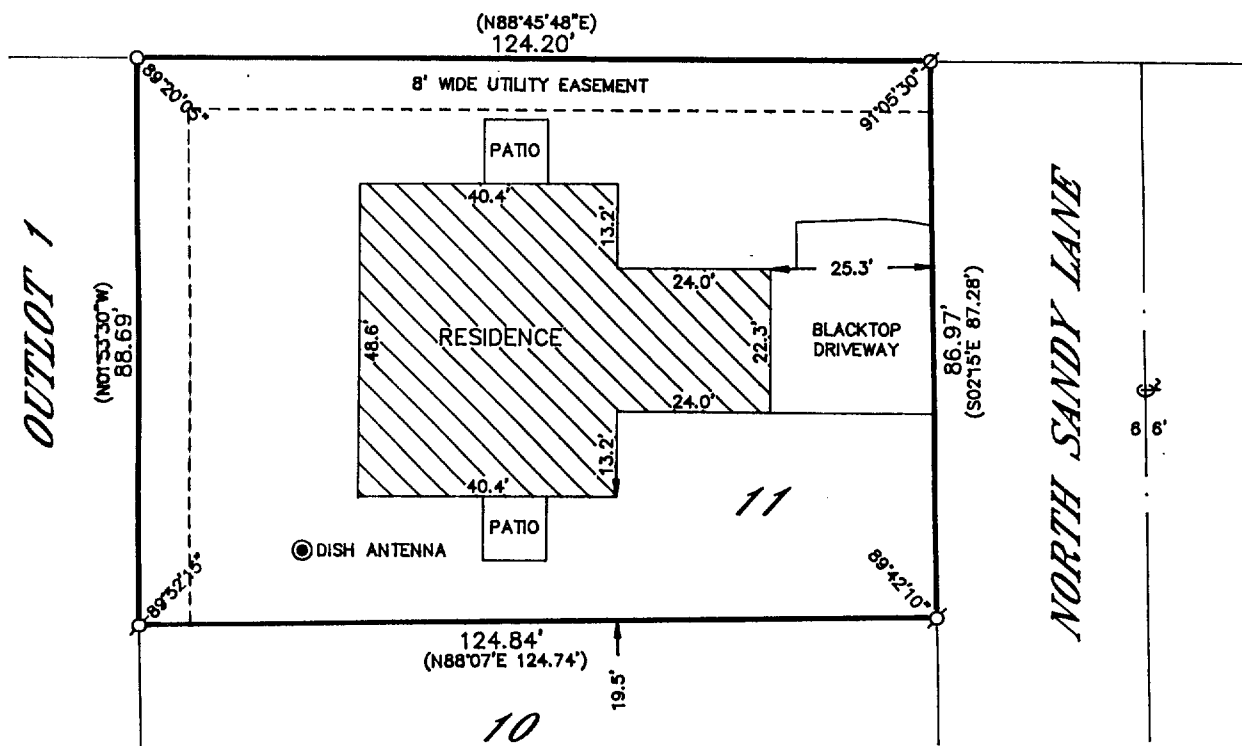 (N88°45'48"E)
124.20'
8' WIDE UTILITY EASEMENT
89°20'05"
91°05'30"
PATIO
40.4'
13.2'
24.0'
25.3'
OUTLOT 1
(N01°53'30"W)
88.69'
48.6'
RESIDENCE
22.3'
BLACKTOP
DRIVEWAY
86.97'
(S02°15'E 87.28')
NORTH SANDY LANE
66'
24.0'
13.2'
40.4'
11
PATIO
DISH ANTENNA
89°52'15"
89°42'10"
124.84'
(N88°07'E 124.74')
19.5'
10